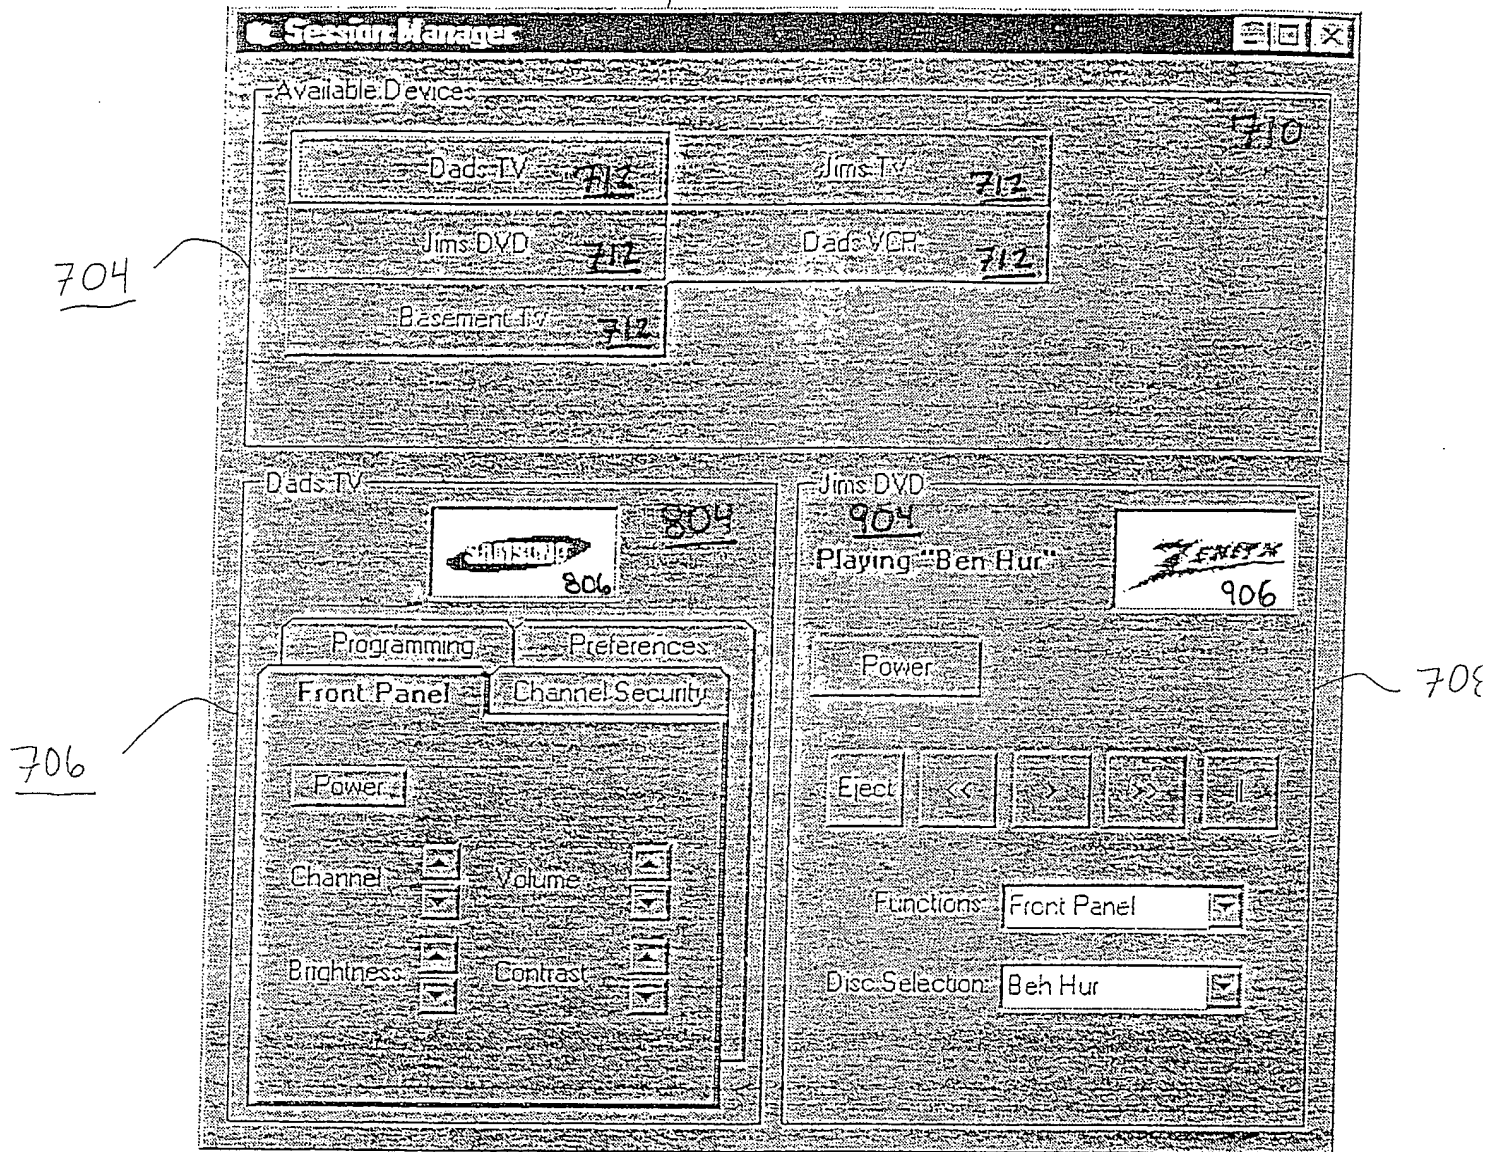 Session Manager
Available Devices
710
Dads TV 712
Jims TV 712
Jims DVD 712
Dads VCR 712
704
Basement TV 712
Dads TV
804
SAMSUNG
806
Programming
Preferences
Front Panel
Channel Security
706
Power
Channel
Volume
Brightness
Contrast
Jims DVD
904
Playing "Ben Hur"
ZENITH
906
Power
Eject << > >> ||
Functions: Front Panel
Disc Selection: Beh Hur